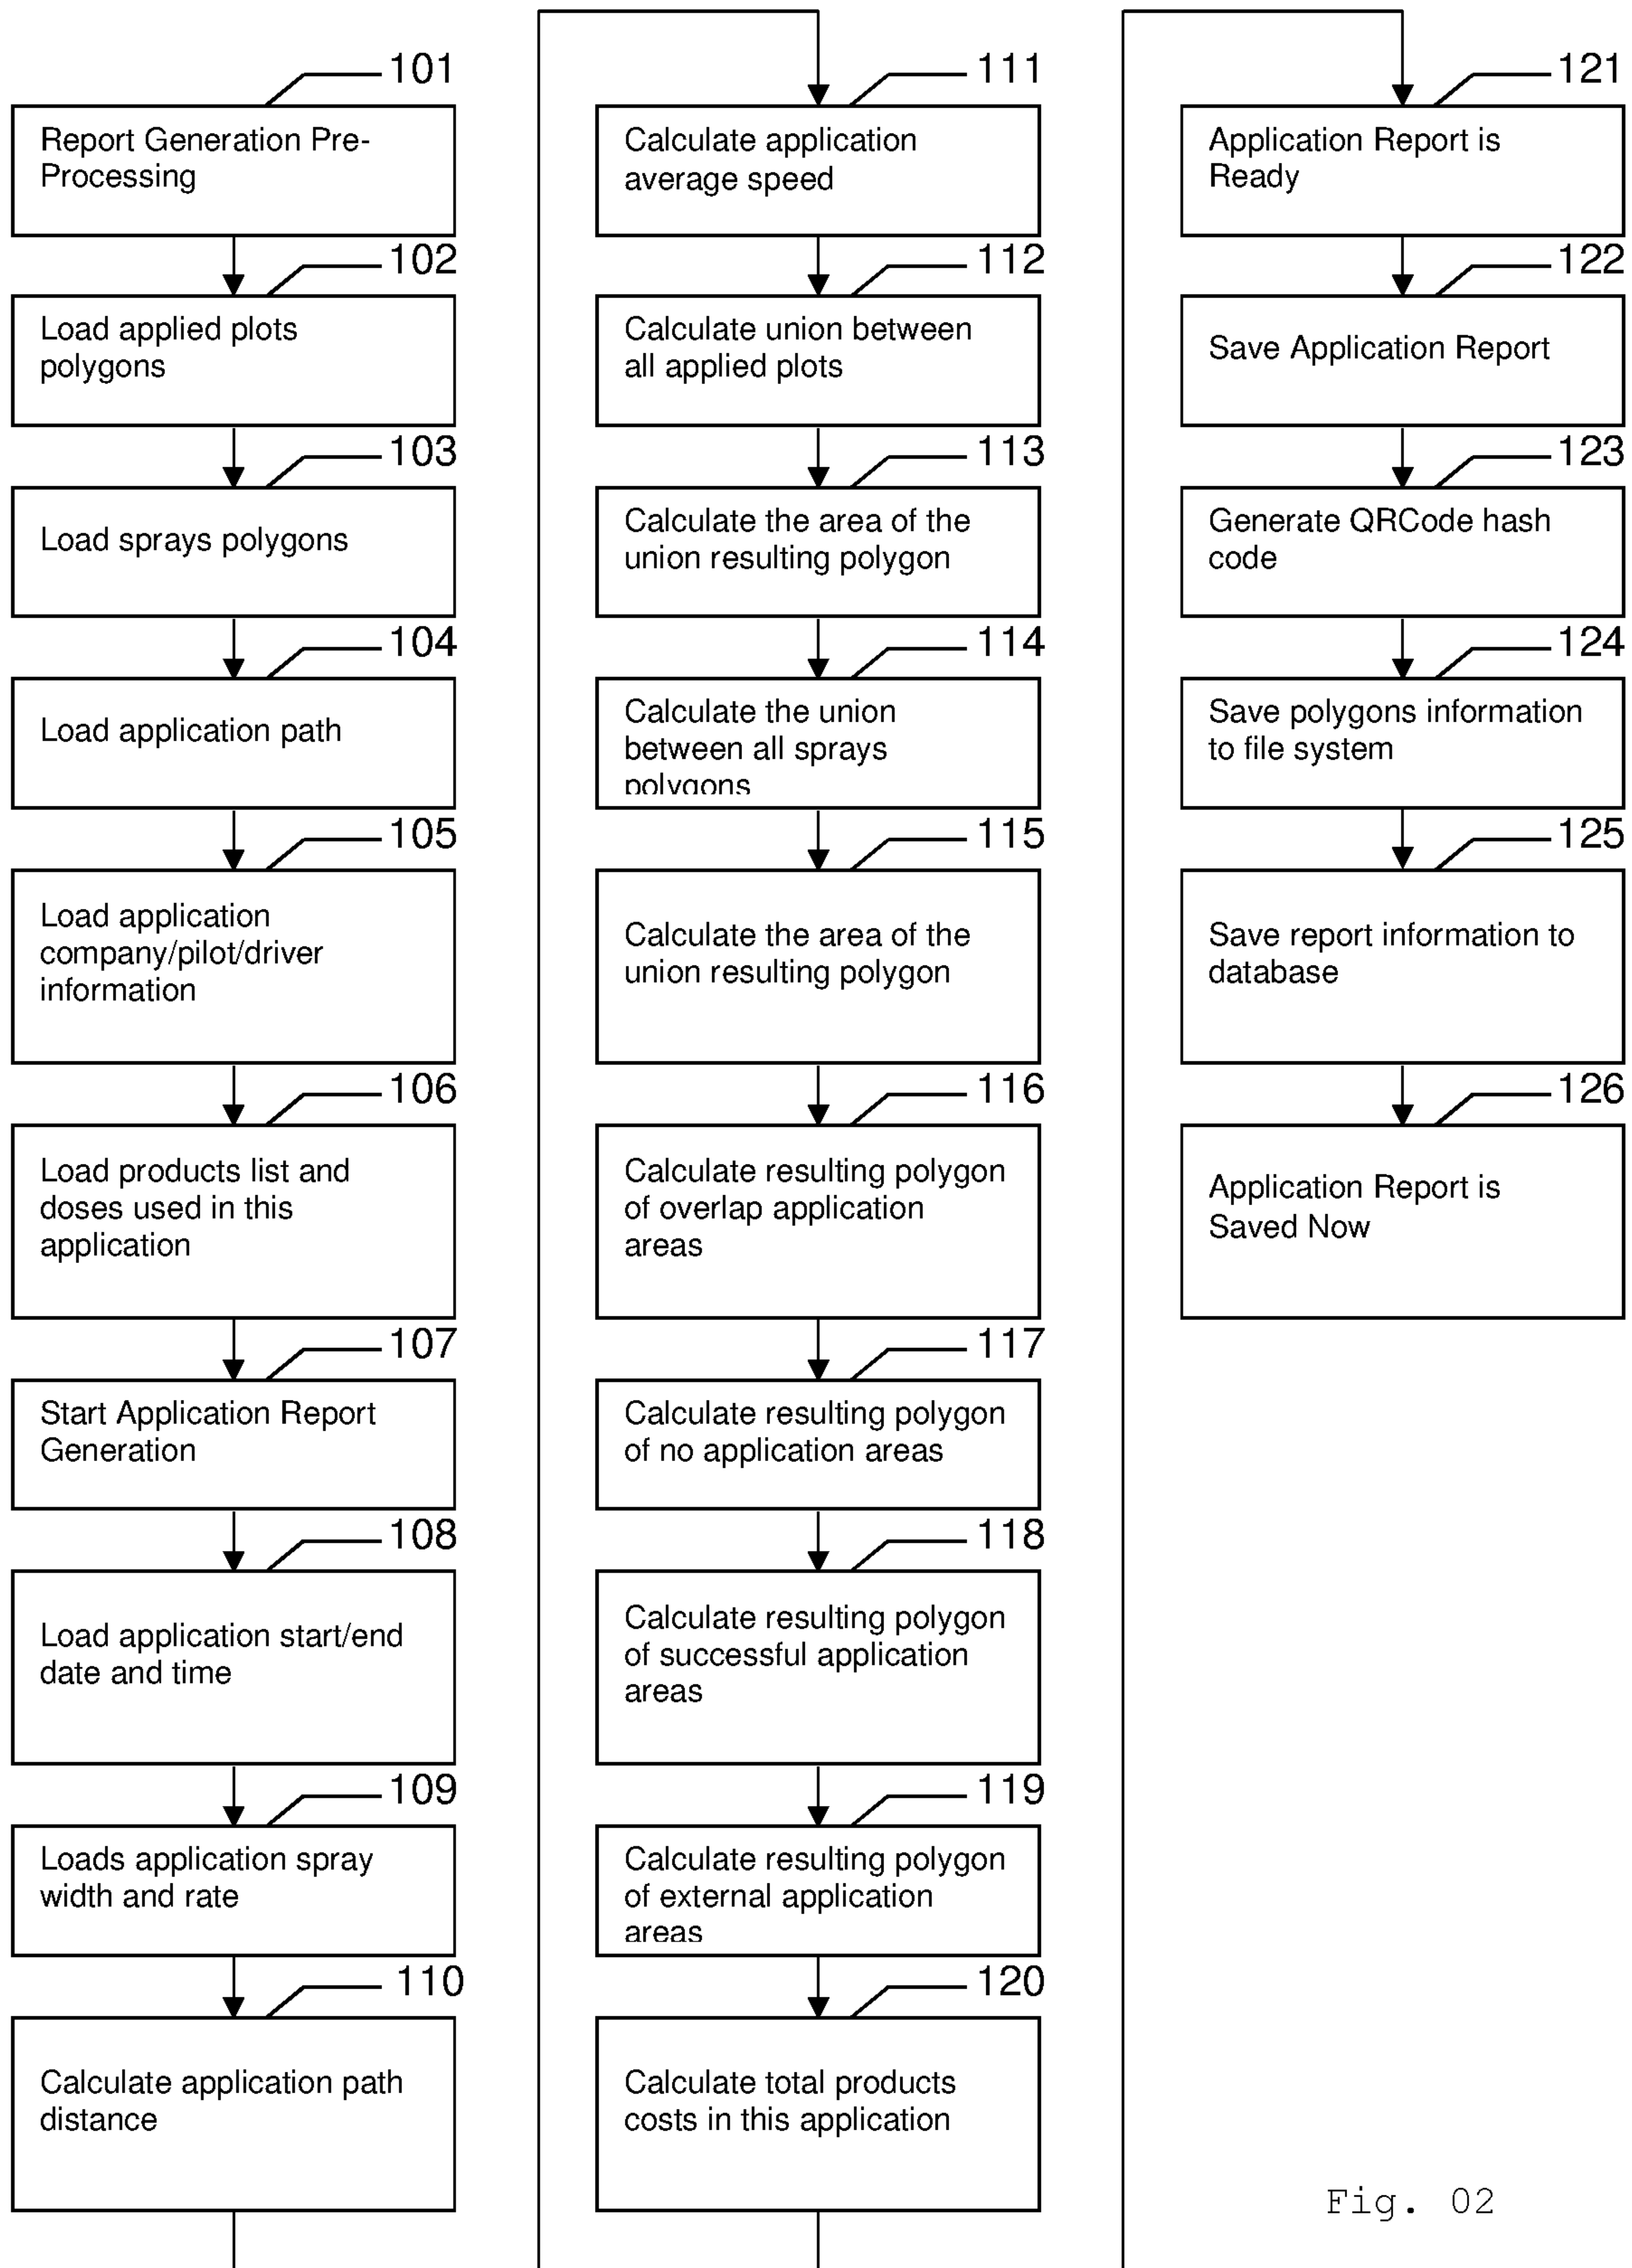 101
Report Generation Pre-
Processing
102
Load applied plots
polygons
103
Load sprays polygons
104
Load application path
105
Load application
company/pilot/driver
information
106
Load products list and
doses used in this
application
107
Start Application Report
Generation
108
Load application start/end
date and time
109
Loads application spray
width and rate
110
Calculate application path
distance
111
Calculate application
average speed
112
Calculate union between
all applied plots
113
Calculate the area of the
union resulting polygon
114
Calculate the union
between all sprays
polygons
115
Calculate the area of the
union resulting polygon
116
Calculate resulting polygon
of overlap application
areas
117
Calculate resulting polygon
of no application areas
118
Calculate resulting polygon
of successful application
areas
119
Calculate resulting polygon
of external application
areas
120
Calculate total products
costs in this application
121
Application Report is
Ready
122
Save Application Report
123
Generate QRCode hash
code
124
Save polygons information
to file system
125
Save report information to
database
126
Application Report is
Saved Now
Fig. 02